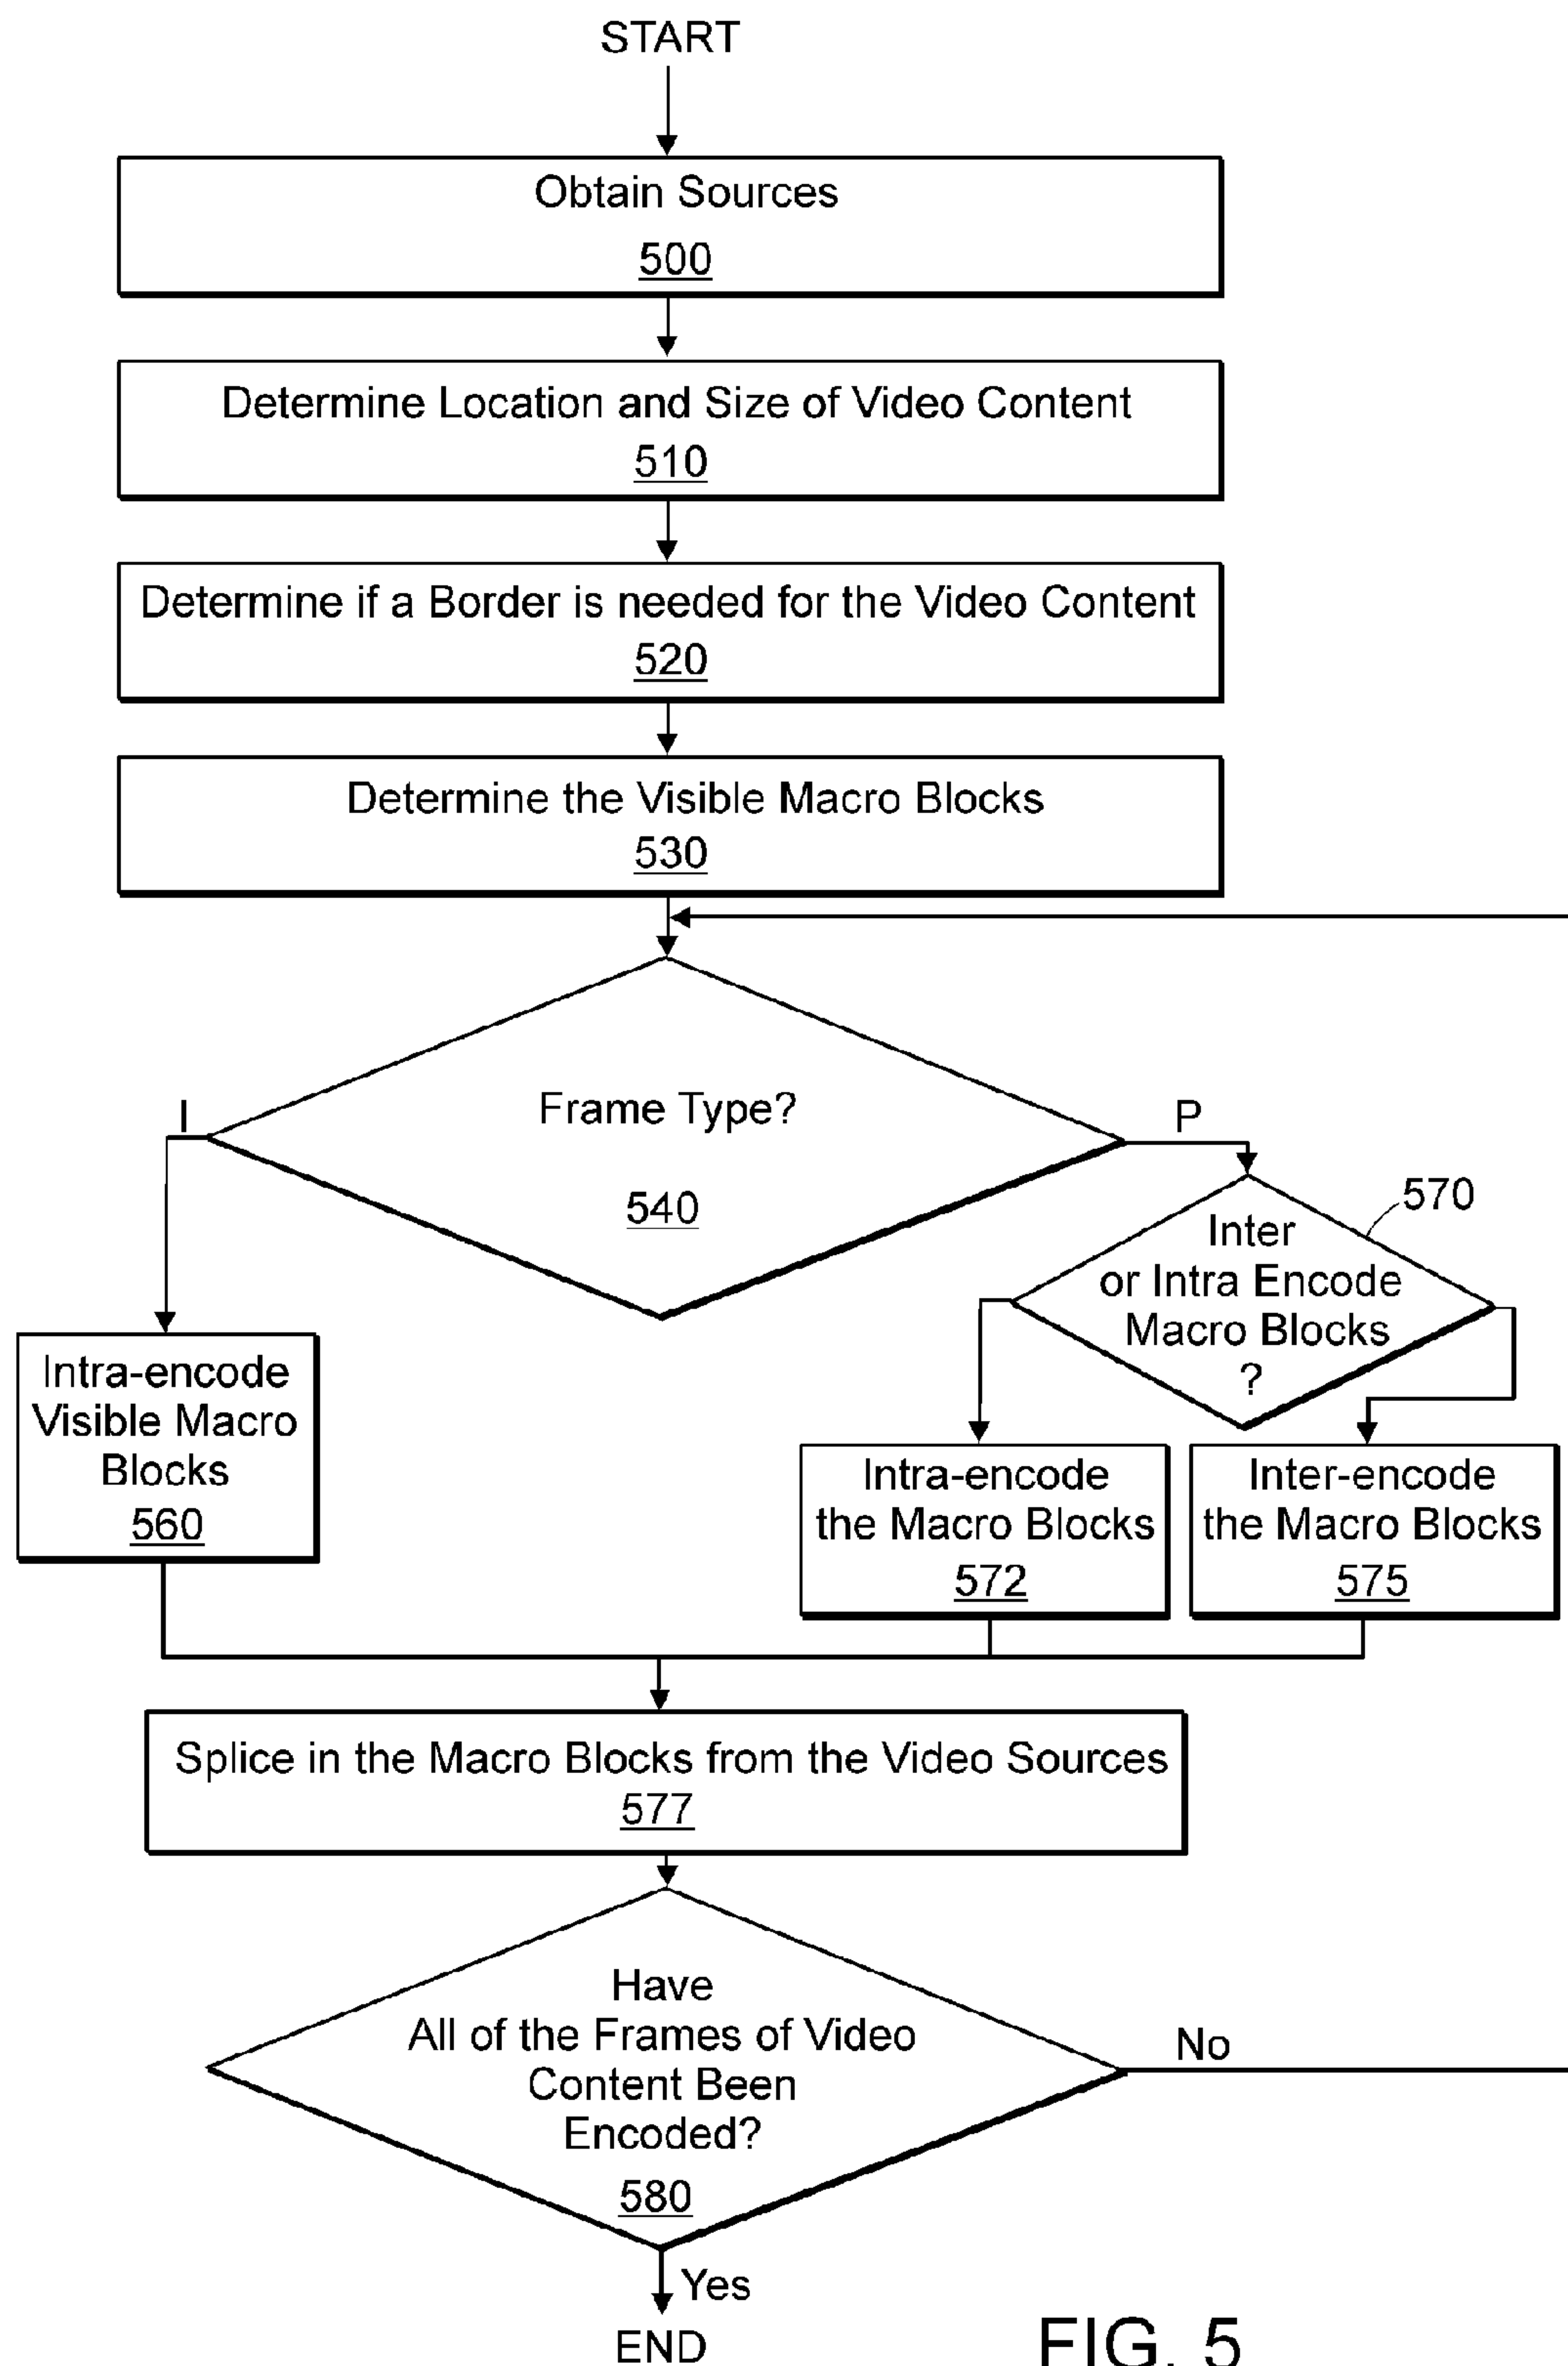 START
Obtain Sources
500
Determine Location and Size of Video Content
510
Determine if a Border is needed for the Video Content
520
Determine the Visible Macro Blocks
530
Frame Type?
540
I
P
570
Inter
or Intra Encode
Macro Blocks
?
Intra-encode
Visible Macro
Blocks
560
Intra-encode
the Macro Blocks
572
Inter-encode
the Macro Blocks
575
Splice in the Macro Blocks from the Video Sources
577
Have
All of the Frames of Video
Content Been
Encoded?
580
No
Yes
END
FIG. 5